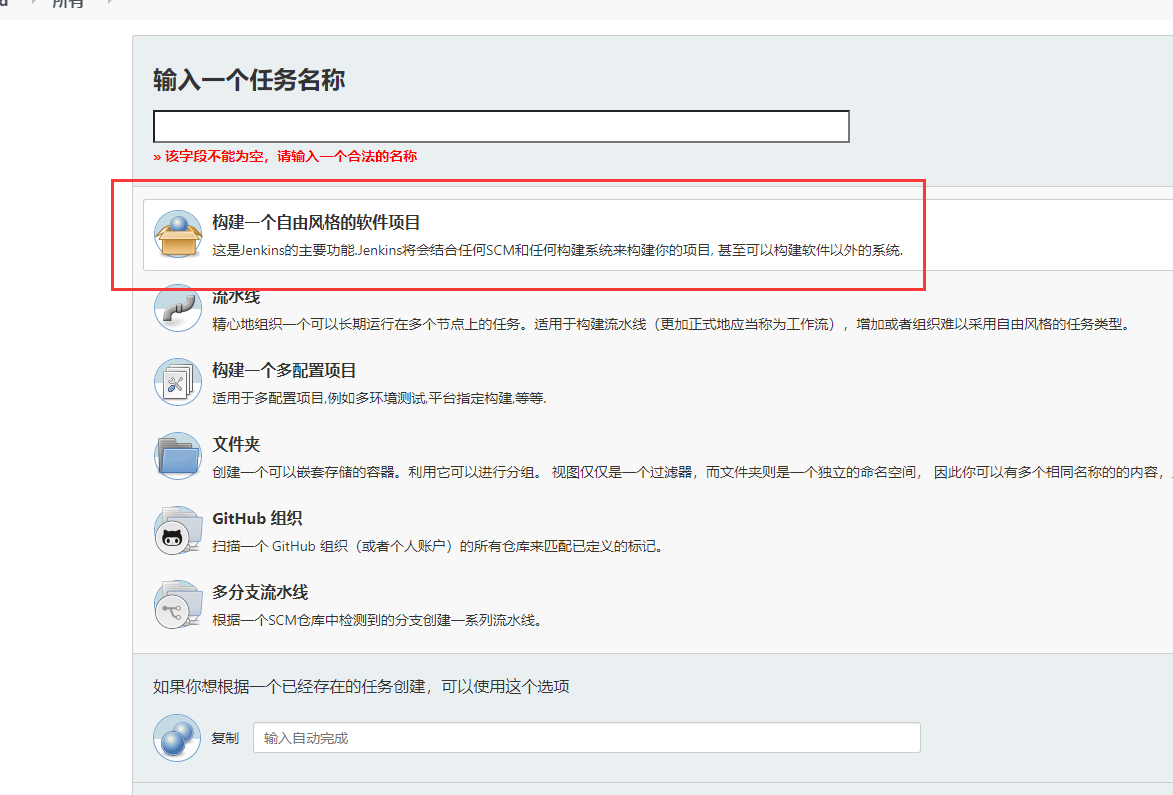 所有
输入一个任务名称
» 该字段不能为空，请输入一个合法的名称
构建一个自由风格的软件项目
这是Jenkins的主要功能.Jenkins将会结合任何SCM和任何构建系统来构建你的项目, 甚至可以构建软件以外的系统.
流水线
精心地组织一个可以长期运行在多个节点上的任务。适用于构建流水线（更加正式地应当称为工作流），增加或者组织难以采用自由风格的任务类型。
构建一个多配置项目
适用于多配置项目,例如多环境测试,平台指定构建,等等.
文件夹
创建一个可以嵌套存储的容器。利用它可以进行分组。 视图仅仅是一个过滤器，而文件夹则是一个独立的命名空间， 因此你可以有多个相同名称的的内容，
GitHub 组织
扫描一个 GitHub 组织（或者个人账户）的所有仓库来匹配已定义的标记。
多分支流水线
根据一个SCM仓库中检测到的分支创建一系列流水线。
如果你想根据一个已经存在的任务创建，可以使用这个选项
复制 输入自动完成